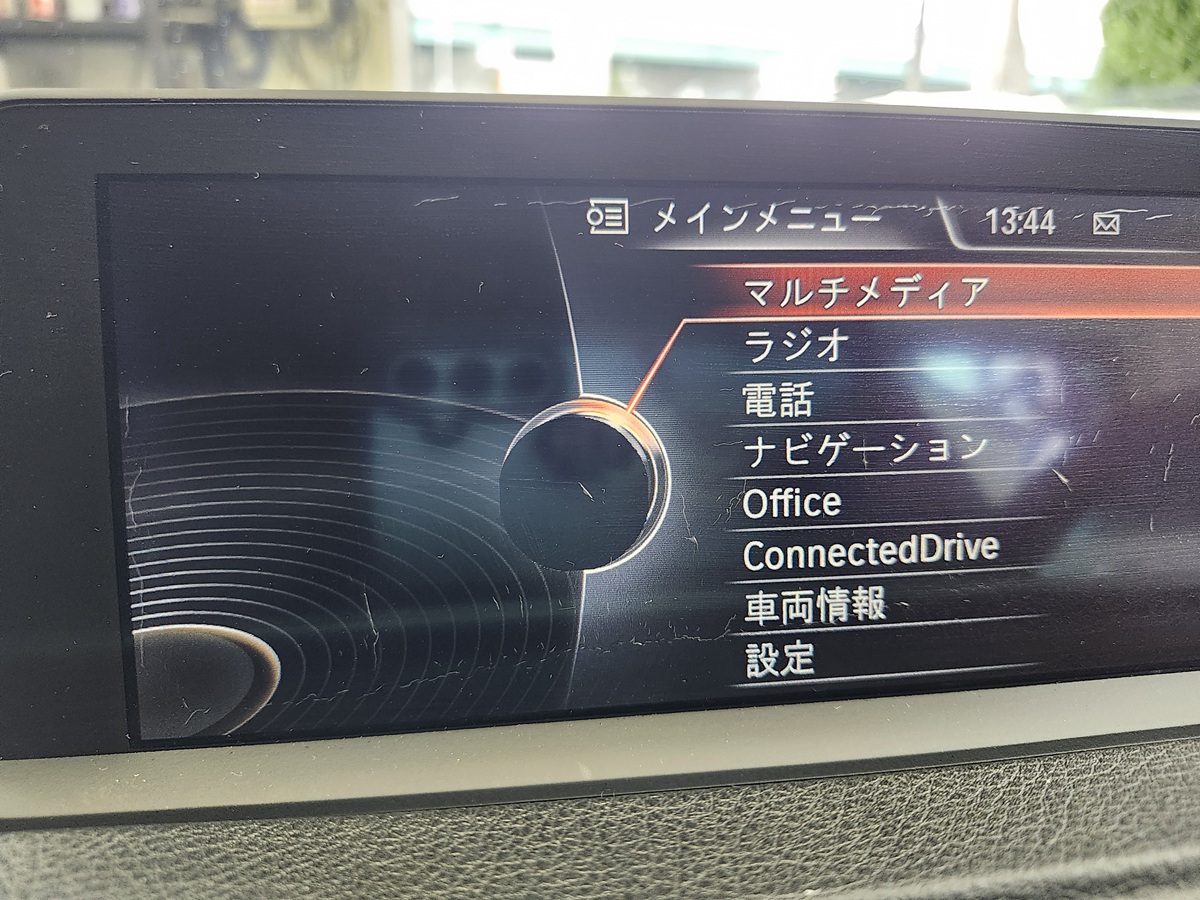 メインメニュー 13:44
マルチメディア
ラジオ
電話
ナビゲーション
Office
ConnectedDrive
車両情報
設定